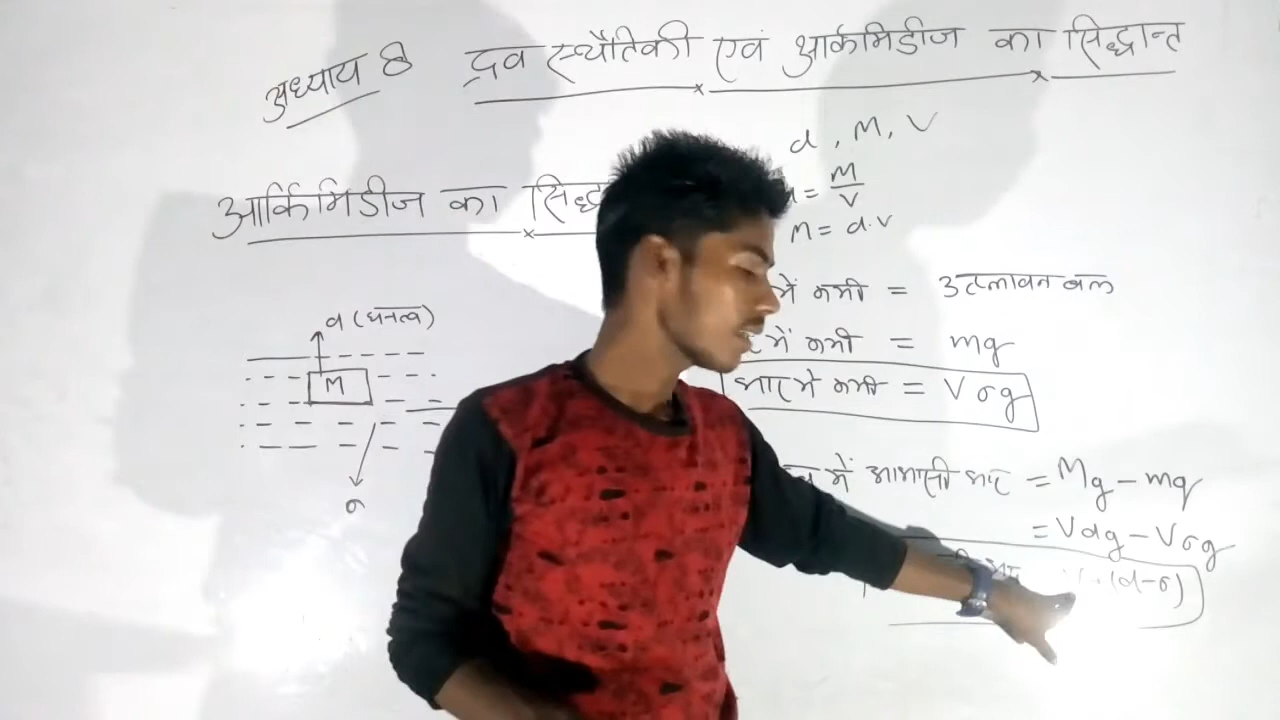 अध्याय 8 द्रव स्थैतिकी एवं आर्कमिडीज का सिद्धान्त
d, M, V
= M/V
M = d.V
आर्किमिडीज का
d (घनत्व)
M
σ
में कमी = उत्प्लावन बल
में कमी = mg
भार में कमी = Vσg
में आभासी भार = Mg - mg
= Vdg - Vσg
(d-σ)